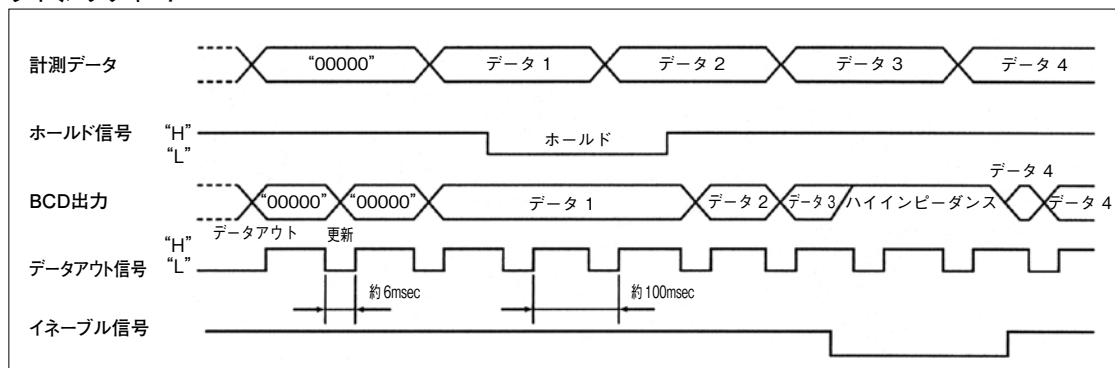 計測データ "00000" データ 1 データ 2 データ 3 データ 4
ホールド信号 "H" "L" ホールド
BCD出力 "00000" "00000" データ 1 データ 2 データ 3 ハイインピーダンス データ 4 データ 4
データアウト 更新
データアウト信号 "H" "L"
約 6msec 約 100msec
イネーブル信号